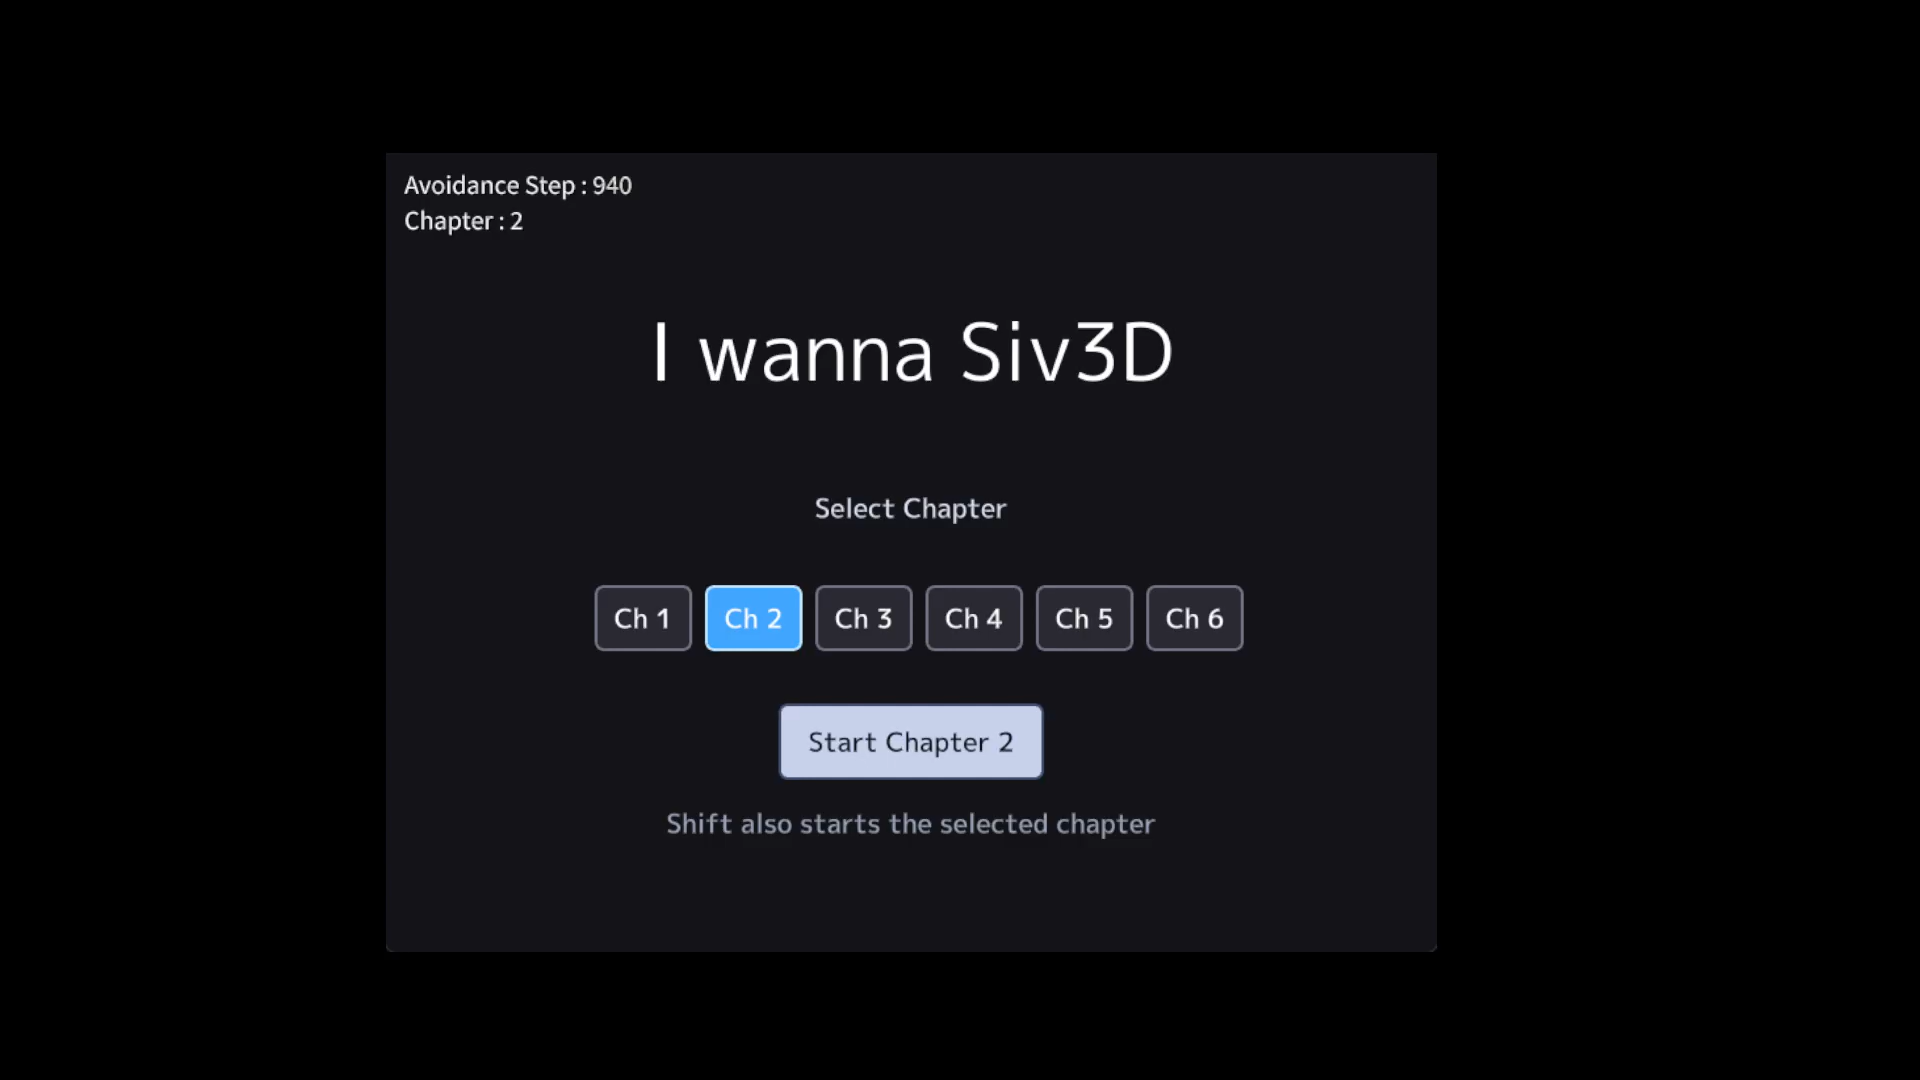 Avoidance Step : 940
Chapter : 2
I wanna Siv3D
Select Chapter
Ch 1 Ch 2 Ch 3 Ch 4 Ch 5 Ch 6
Start Chapter 2
Shift also starts the selected chapter